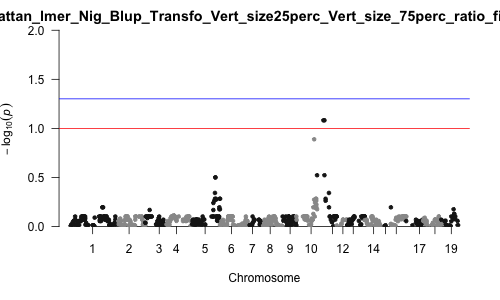 attan_lmer_Nig_Blup_Transfo_Vert_size25perc_Vert_size_75perc_ratio_fi
2.0
1.5
1.0
0.5
0.0
− log10(p)
1 2 3 4 5 6 7 8 9 10 12 14 17 19
Chromosome